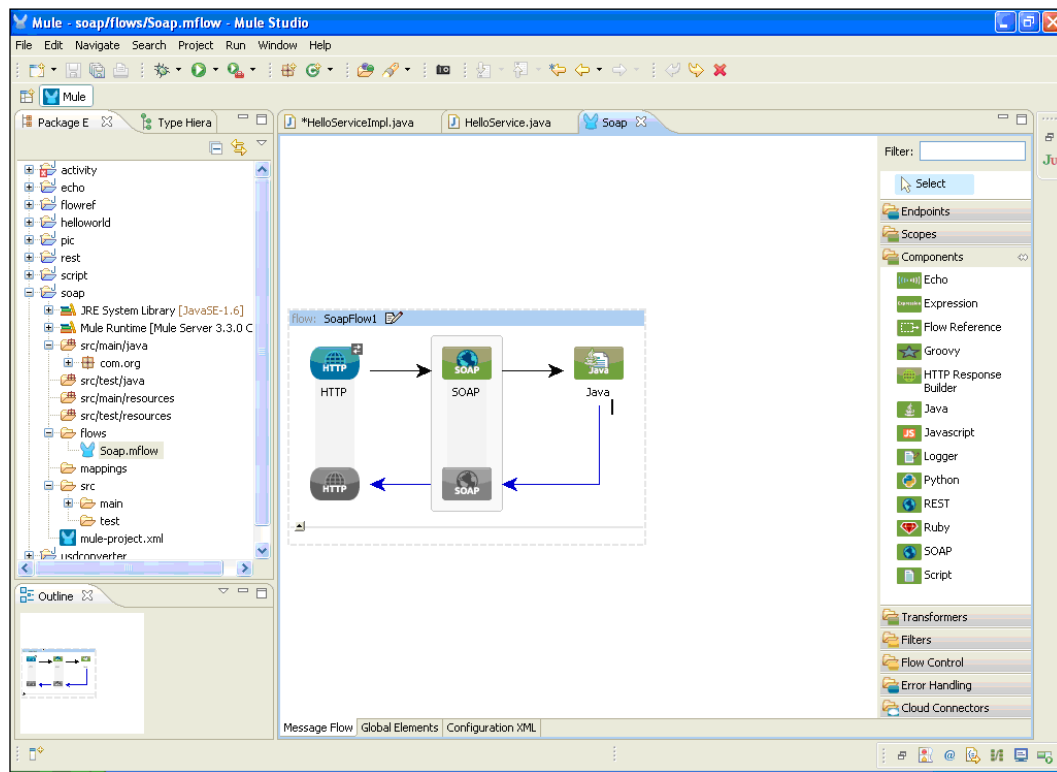 Mule - soap/flows/Soap.mflow - Mule Studio
File Edit Navigate Search Project Run Window Help
Mule
Package E
Type Hiera
*HelloServiceImpl.java
HelloService.java
Soap
activity
echo
flowref
helloworld
pic
rest
script
soap
JRE System Library [JavaSE-1.6]
Mule Runtime [Mule Server 3.3.0 C
src/main/java
com.org
src/test/java
src/main/resources
src/test/resources
flows
Soap.mflow
mappings
src
main
test
mule-project.xml
usdconverter
Outline
flow: SoapFlow1
HTTP
SOAP
Java
HTTP
SOAP
Java
HTTP
SOAP
Message Flow
Global Elements
Configuration XML
Filter:
Select
Endpoints
Scopes
Components
Echo
Expression
Flow Reference
Groovy
HTTP Response
Builder
Java
JS
Javascript
Logger
Python
REST
Ruby
SOAP
Script
Transformers
Filters
Flow Control
Error Handling
Cloud Connectors
Ju